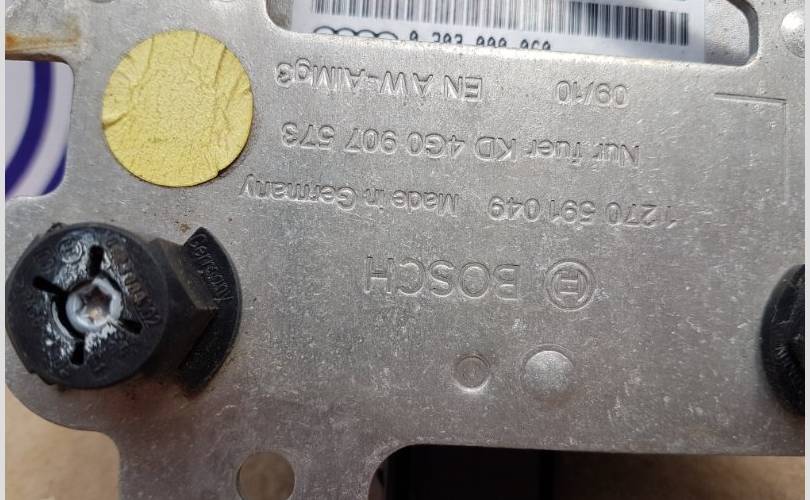 BOSCH
1 270 591 049 Made in Germany
Nur fuer KD 4G0 907 573
09/10 EN AW-AlMg3
Germany